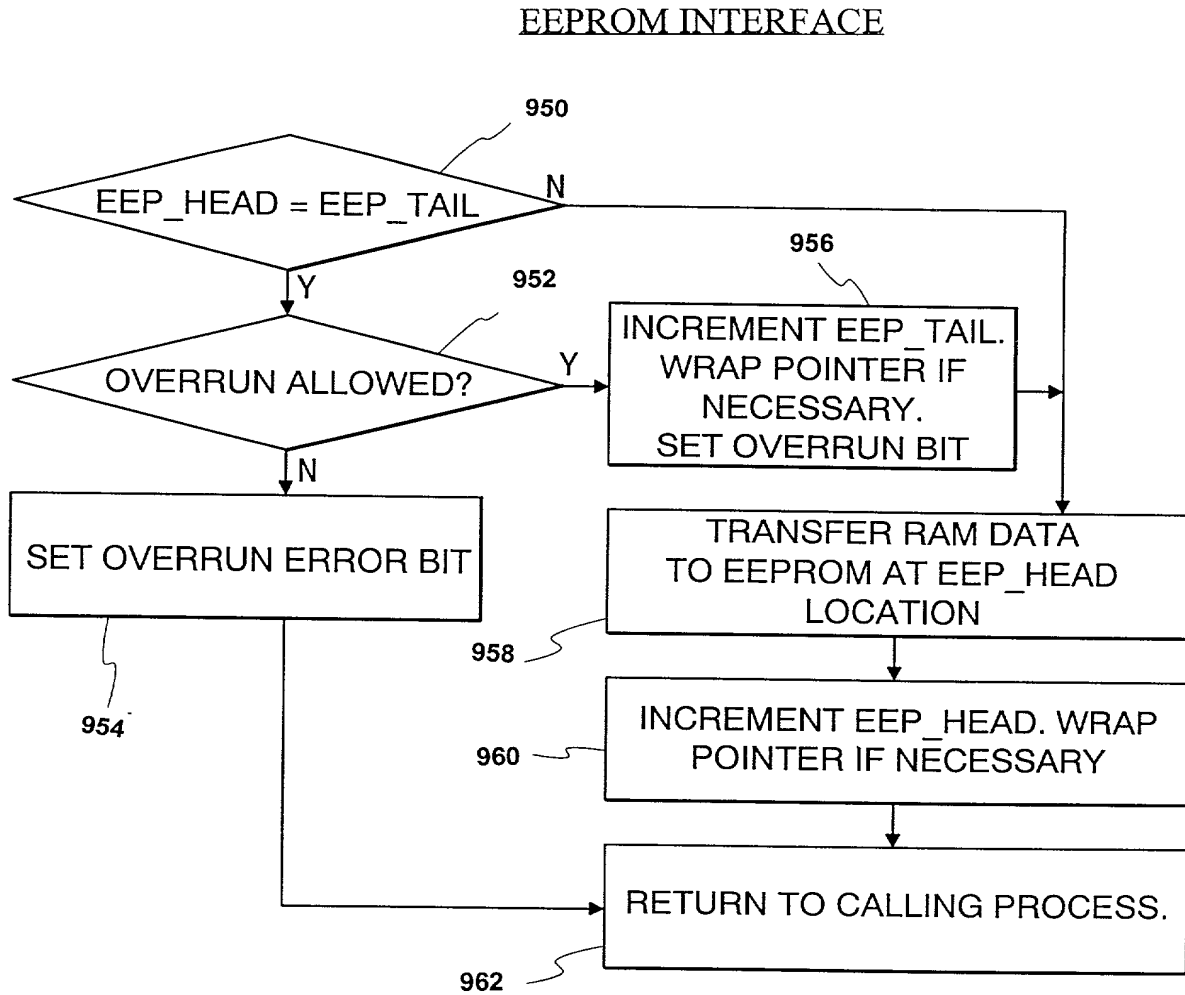 EEPROM INTERFACE
950
EEP_HEAD = EEP_TAIL
N
Y
952
OVERRUN ALLOWED?
Y
N
956
INCREMENT EEP_TAIL.
WRAP POINTER IF
NECESSARY.
SET OVERRUN BIT
SET OVERRUN ERROR BIT
954
TRANSFER RAM DATA
TO EEPROM AT EEP_HEAD
LOCATION
958
INCREMENT EEP_HEAD. WRAP
POINTER IF NECESSARY
960
RETURN TO CALLING PROCESS.
962